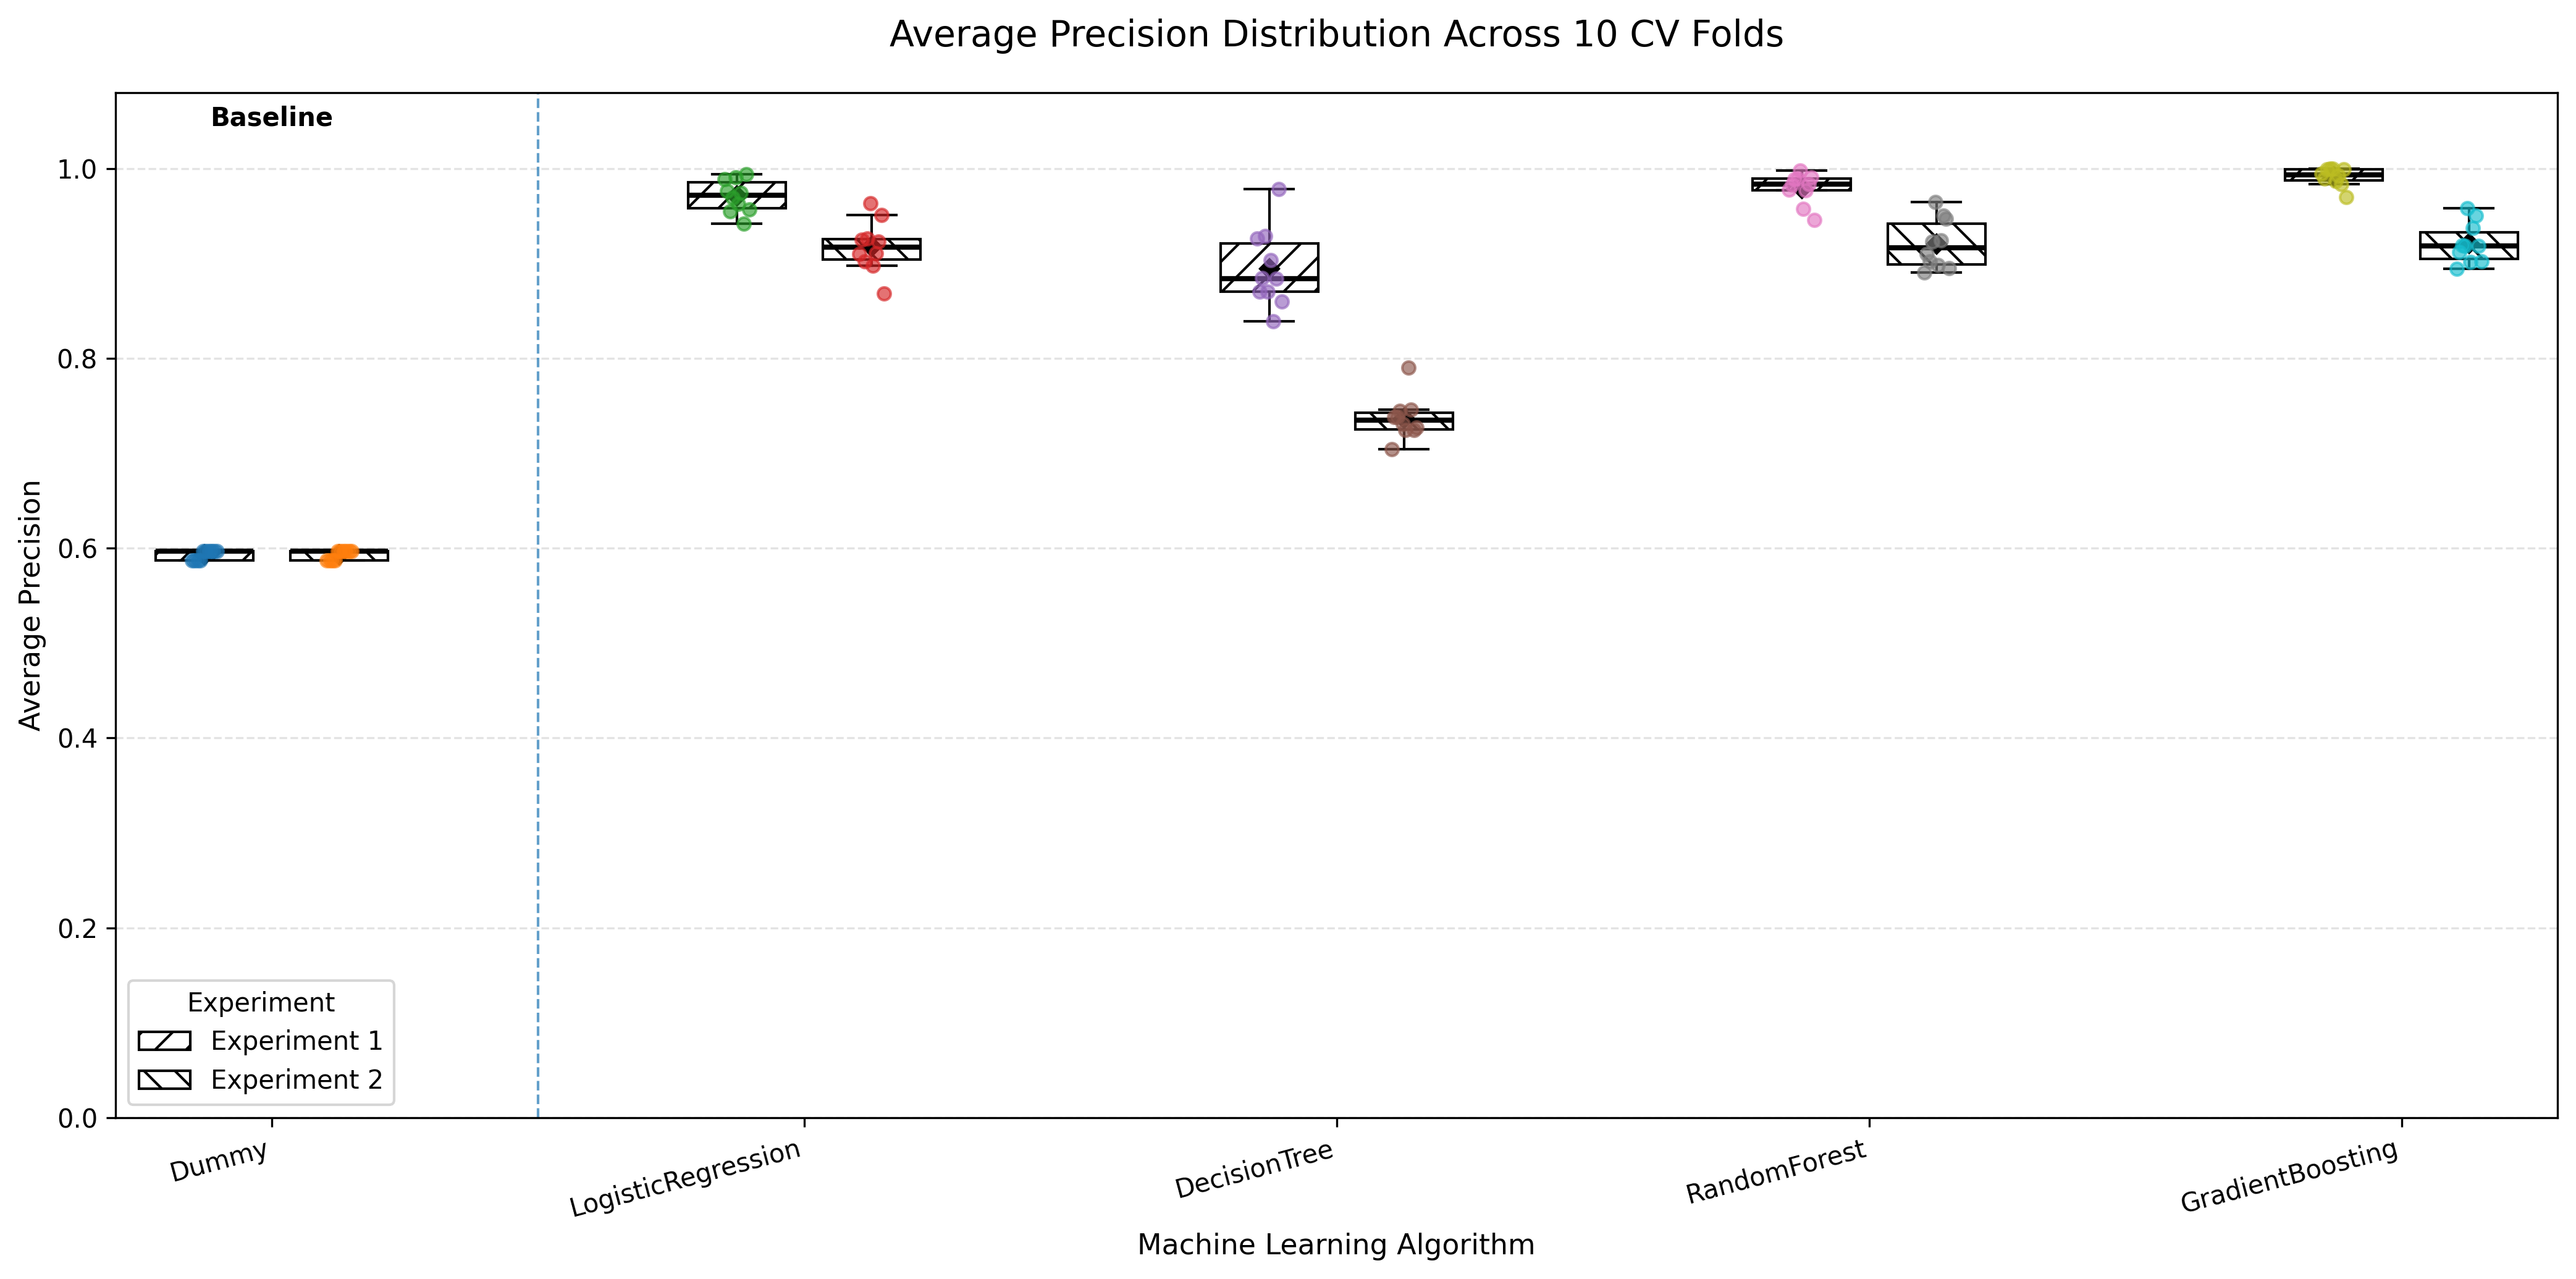 Average Precision Distribution Across 10 CV Folds
Baseline
1.0
0.8
0.6
0.4
0.2
0.0
Average Precision
Experiment
Experiment 1
Experiment 2
Dummy
LogisticRegression
DecisionTree
RandomForest
GradientBoosting
Machine Learning Algorithm